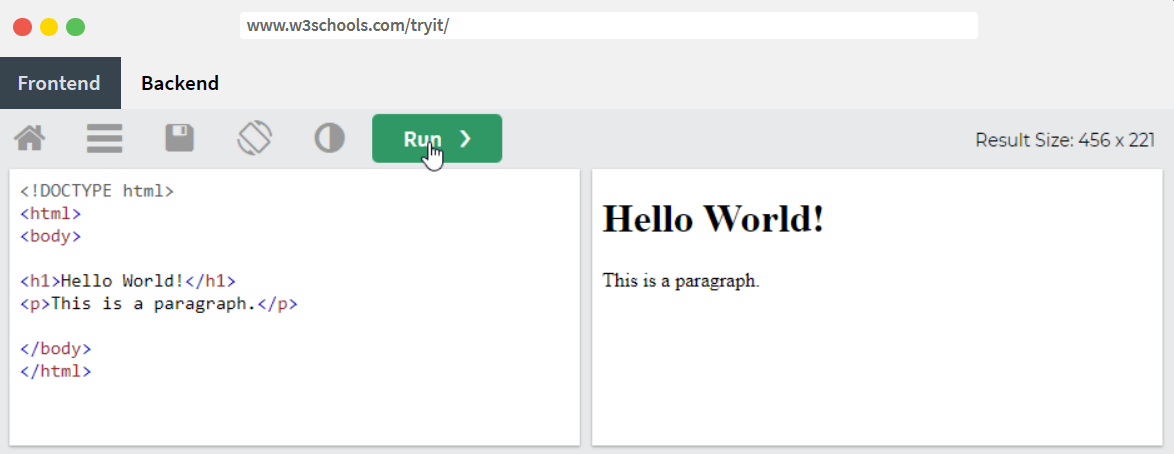 www.w3schools.com/tryit/
Frontend Backend
Run Result Size: 456 x 221
<!DOCTYPE html>
<html>
<body>
<h1>Hello World!</h1>
<p>This is a paragraph.</p>
</body>
</html>
Hello World!
This is a paragraph.